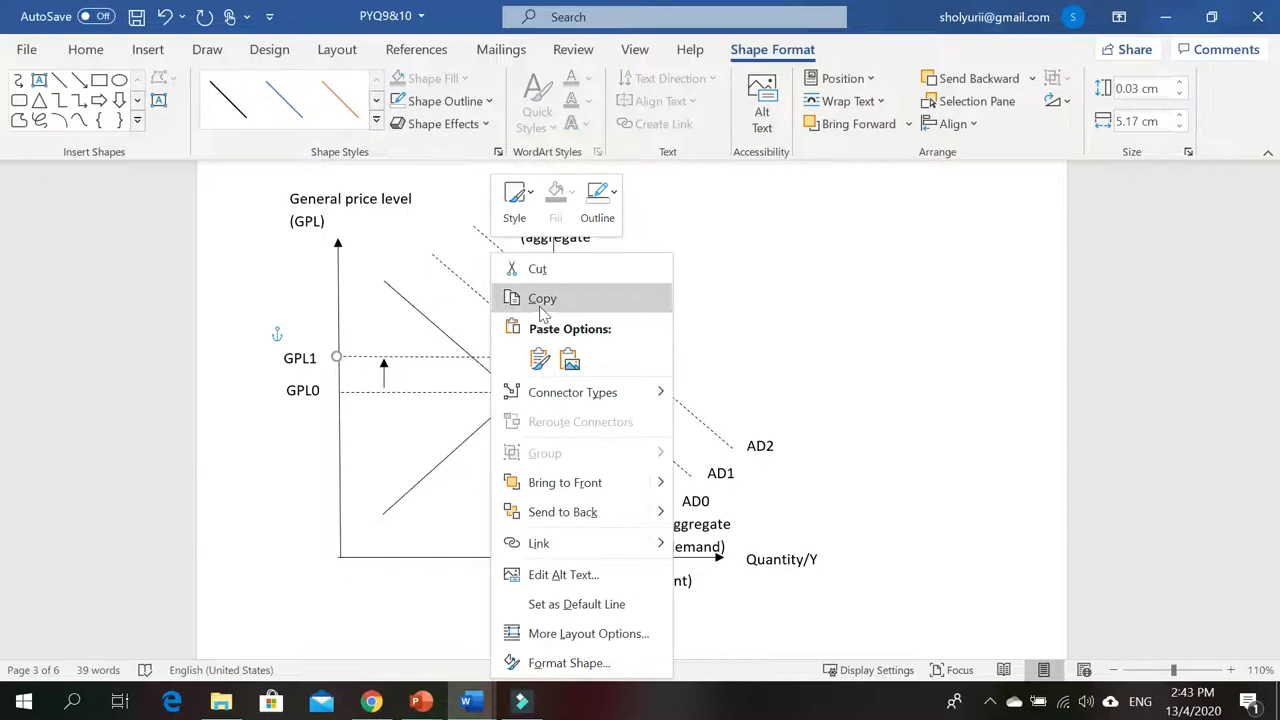 AutoSave Off PYQ9&10 Search sholyurii@gmail.com S
File Home Insert Draw Design Layout References Mailings Review View Help Shape Format Share Comments
Shape Fill
Shape Outline
Shape Effects
Quick
Styles
Text Direction
Align Text
Create Link
Alt
Text
Position
Wrap Text
Bring Forward
Send Backward
Selection Pane
Align
0.03 cm
5.17 cm
Insert Shapes Shape Styles WordArt Styles Text Accessibility Arrange Size
General price level
(GPL)
Style Fill Outline
(aggregate
Cut
Copy
Paste Options:
Connector Types
Reroute Connectors
Group
Bring to Front
Send to Back
Link
Edit Alt Text...
Set as Default Line
More Layout Options...
Format Shape...
GPL1
GPL0
AD2
AD1
AD0
ggregate
emand)
Quantity/Y
nt)
Page 3 of 6 39 words English (United States) Display Settings Focus 110%
ENG
2:43 PM
13/4/2020
1